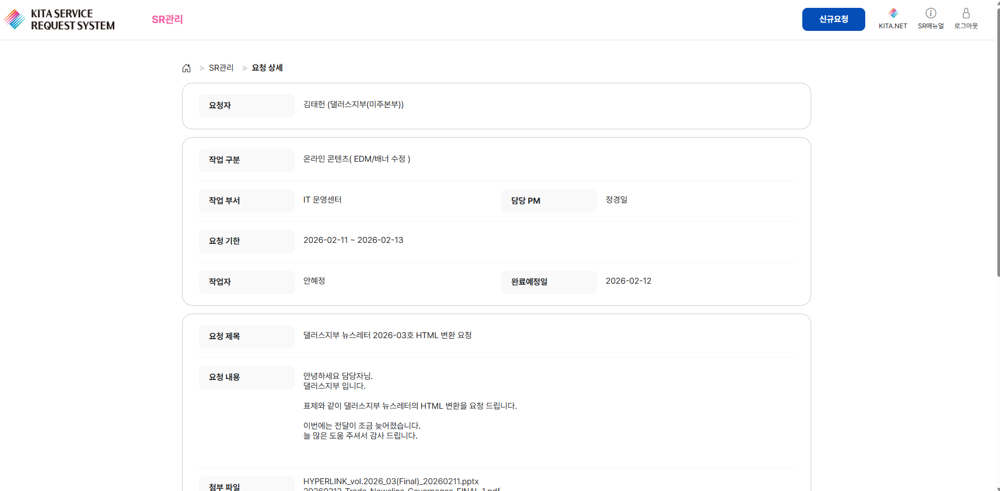 KITA SERVICE
REQUEST SYSTEM
SR관리
신규요청
KITA.NET
SR매뉴얼
로그아웃
> SR관리 > 요청 상세
요청자
김태헌 (댈러스지부(미주본부))
작업 구분
온라인 콘텐츠( EDM/배너 수정 )
작업 부서
IT 운영센터
담당 PM
정경일
요청 기한
2026-02-11 ~ 2026-02-13
작업자
안혜정
완료예정일
2026-02-12
요청 제목
댈러스지부 뉴스레터 2026-03호 HTML 변환 요청
요청 내용
안녕하세요 담당자님.
댈러스지부 입니다.
표제와 같이 댈러스지부 뉴스레터의 HTML 변환을 요청 드립니다.
이번에는 전달이 조금 늦어졌습니다.
늘 많은 도움 주셔서 감사 드립니다.
첨부 파일
HYPERLINK_vol.2026_03(Final)_20260211.pptx